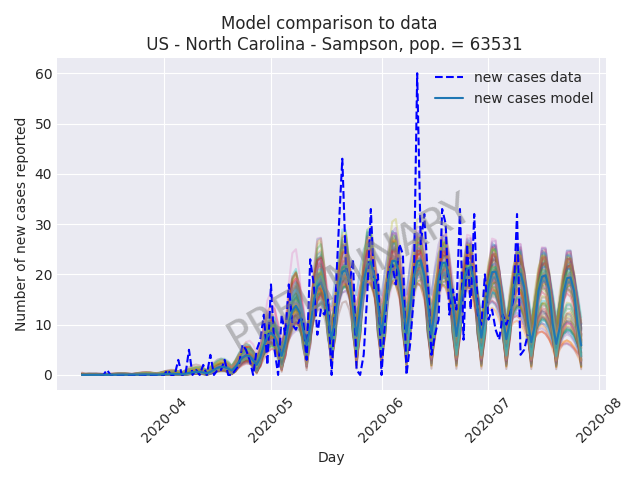 Model comparison to data
US - North Carolina - Sampson, pop. = 63531
Number of new cases reported
60
50
40
30
20
10
0
new cases data
new cases model
PRELIMINARY
2020-04
2020-05
2020-06
2020-07
2020-08
Day